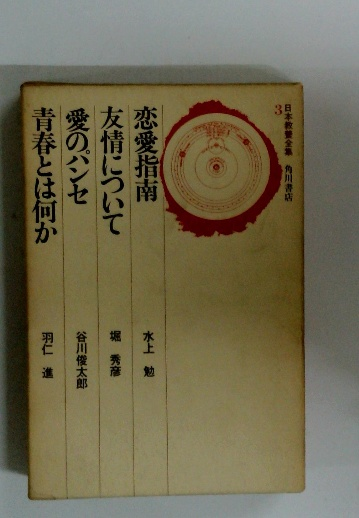 日本教養全集
3
角川書店
恋愛指南
水上 勉
友情について
堀 秀彦
愛のパンセ
谷川俊太郎
青春とは何か
羽仁 進